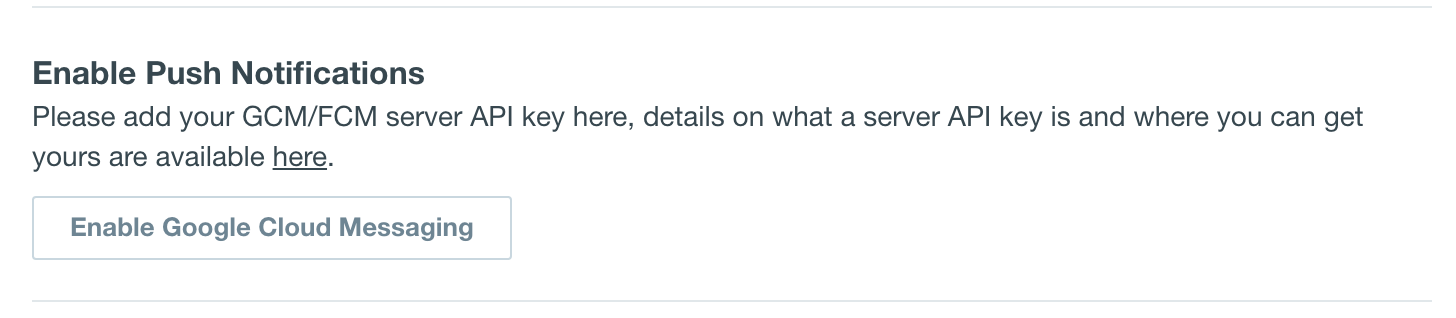 Enable Push Notifications
Please add your GCM/FCM server API key here, details on what a server API key is and where you can get
yours are available here.
Enable Google Cloud Messaging